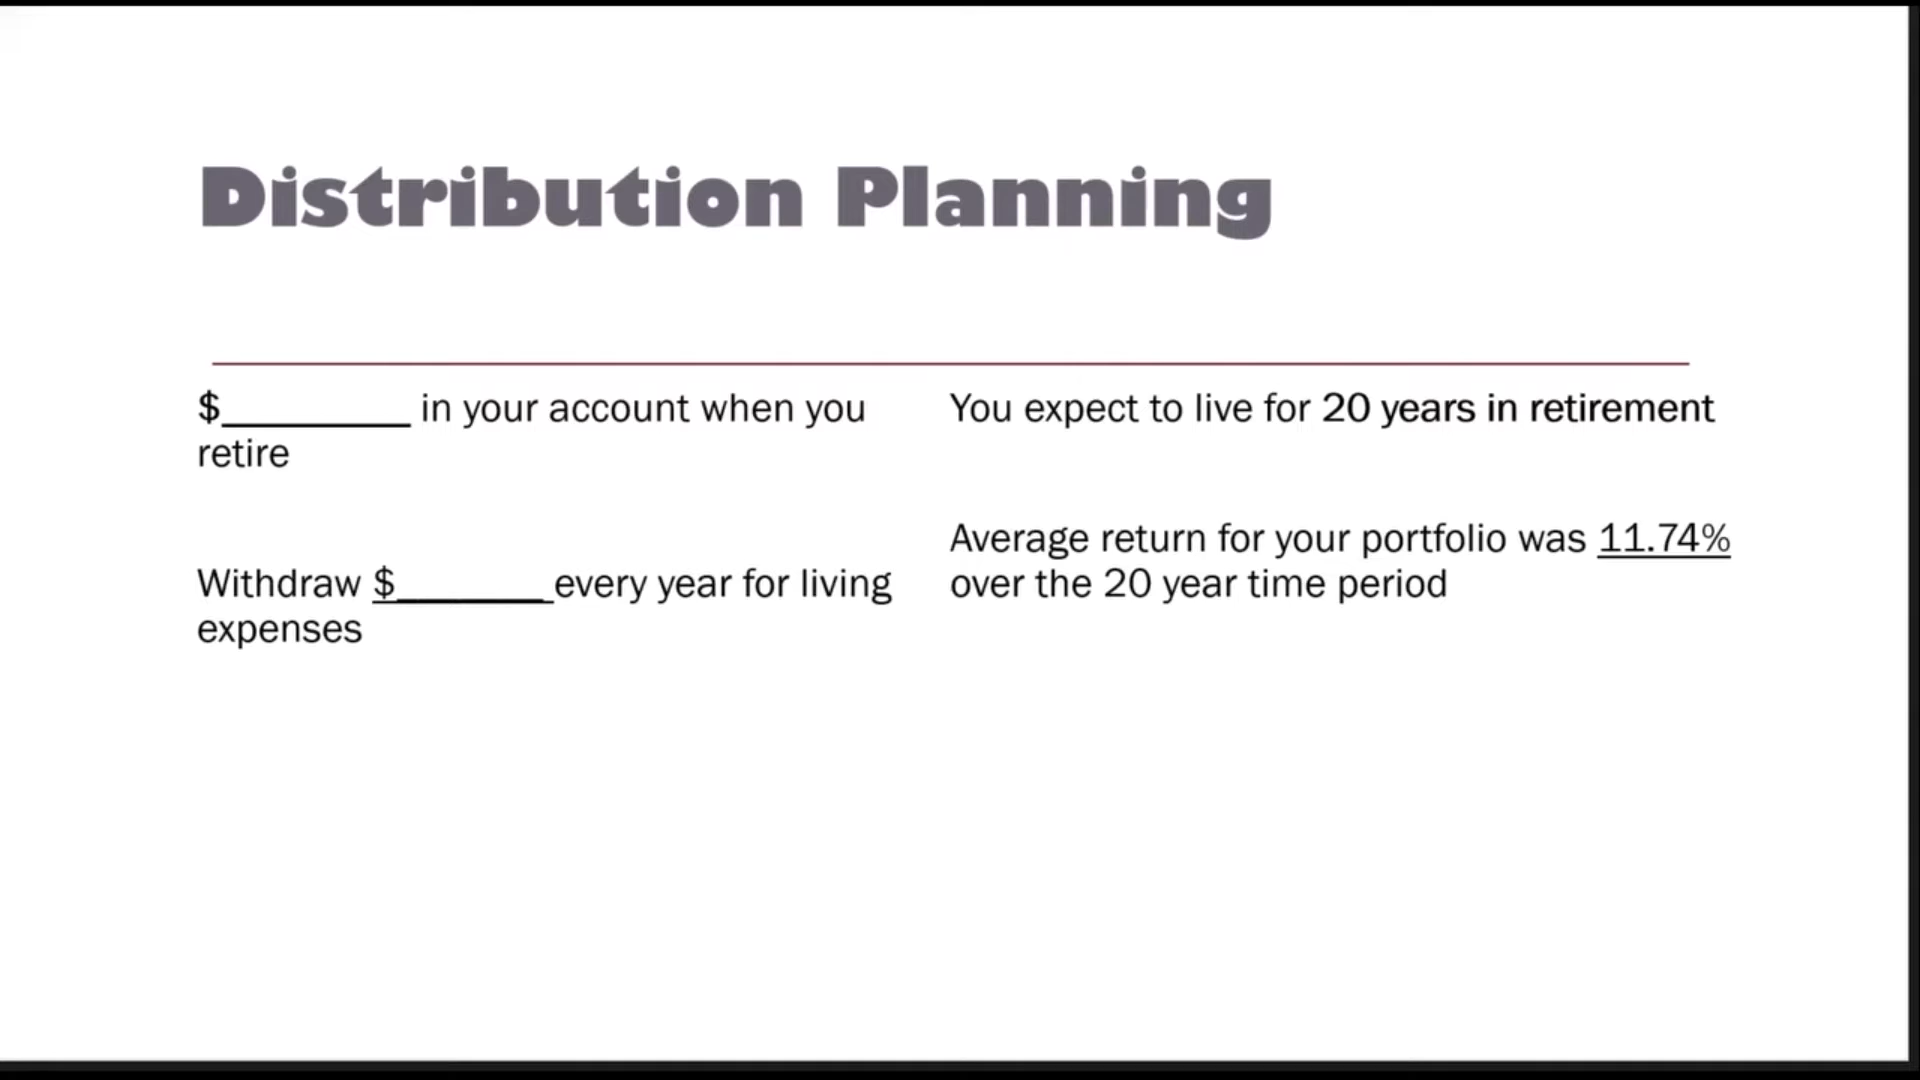 Distribution Planning
$_________ in your account when you
retire
Withdraw $_______every year for living
expenses
You expect to live for 20 years in retirement
Average return for your portfolio was 11.74%
over the 20 year time period